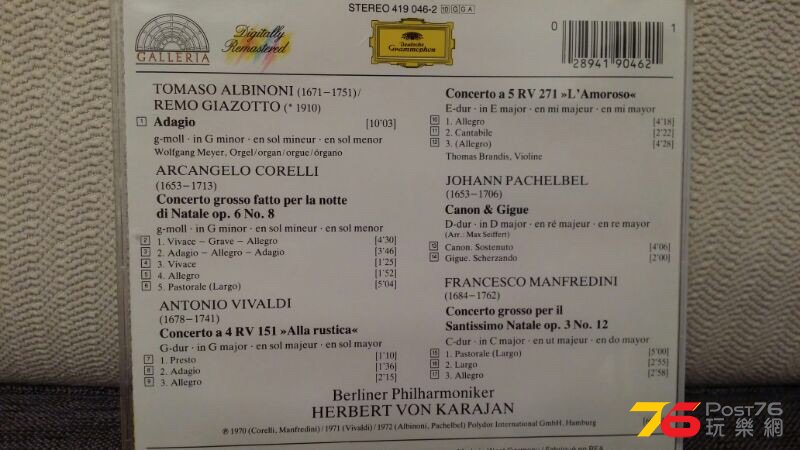 STEREO 419 046-2 GGA
GALLERIA
Digitally
Remastered
Deutsche
Grammophon
0
1
28941 90462
TOMASO ALBINONI (1671–1751)/
REMO GIAZOTTO (* 1910)
1 Adagio [10'03]
g-moll · in G minor · en sol mineur · en sol menor
Wolfgang Meyer, Orgel/organ/orgue/órgano
ARCANGELO CORELLI
(1653–1713)
Concerto grosso fatto per la notte
di Natale op. 6 No. 8
g-moll · in G minor · en sol mineur · en sol menor
2 1. Vivace – Grave – Allegro [4'30]
3 2. Adagio – Allegro – Adagio [3'46]
4 3. Vivace [1'25]
5 4. Allegro [1'52]
6 5. Pastorale (Largo) [5'04]
ANTONIO VIVALDI
(1678–1741)
Concerto a 4 RV 151 »Alla rustica«
G-dur · in G major · en sol majeur · en sol mayor
7 1. Presto [1'10]
8 2. Adagio [1'36]
9 3. Allegro [2'15]
Concerto a 5 RV 271 »L'Amoroso«
E-dur · in E major · en mi majeur · en mi mayor
10 1. Allegro [4'18]
11 2. Cantabile [2'22]
12 3. (Allegro) [4'28]
Thomas Brandis, Violine
JOHANN PACHELBEL
(1653–1706)
Canon & Gigue
D-dur · in D major · en ré majeur · en re mayor
(Arr.: Max Seiffert)
13 Canon. Sostenuto [4'06]
14 Gigue. Scherzando [2'00]
FRANCESCO MANFREDINI
(1684–1762)
Concerto grosso per il
Santissimo Natale op. 3 No. 12
C-dur · in C major · en ut majeur · en do mayor
15 1. Pastorale (Largo) [5'00]
16 2. Largo [2'55]
17 3. Allegro [2'58]
Berliner Philharmoniker
HERBERT VON KARAJAN
℗ 1970 (Corelli, Manfredini)/1971 (Vivaldi)/1972 (Albinoni, Pachelbel) Polydor International GmbH, Hamburg
76 Post76
玩樂網